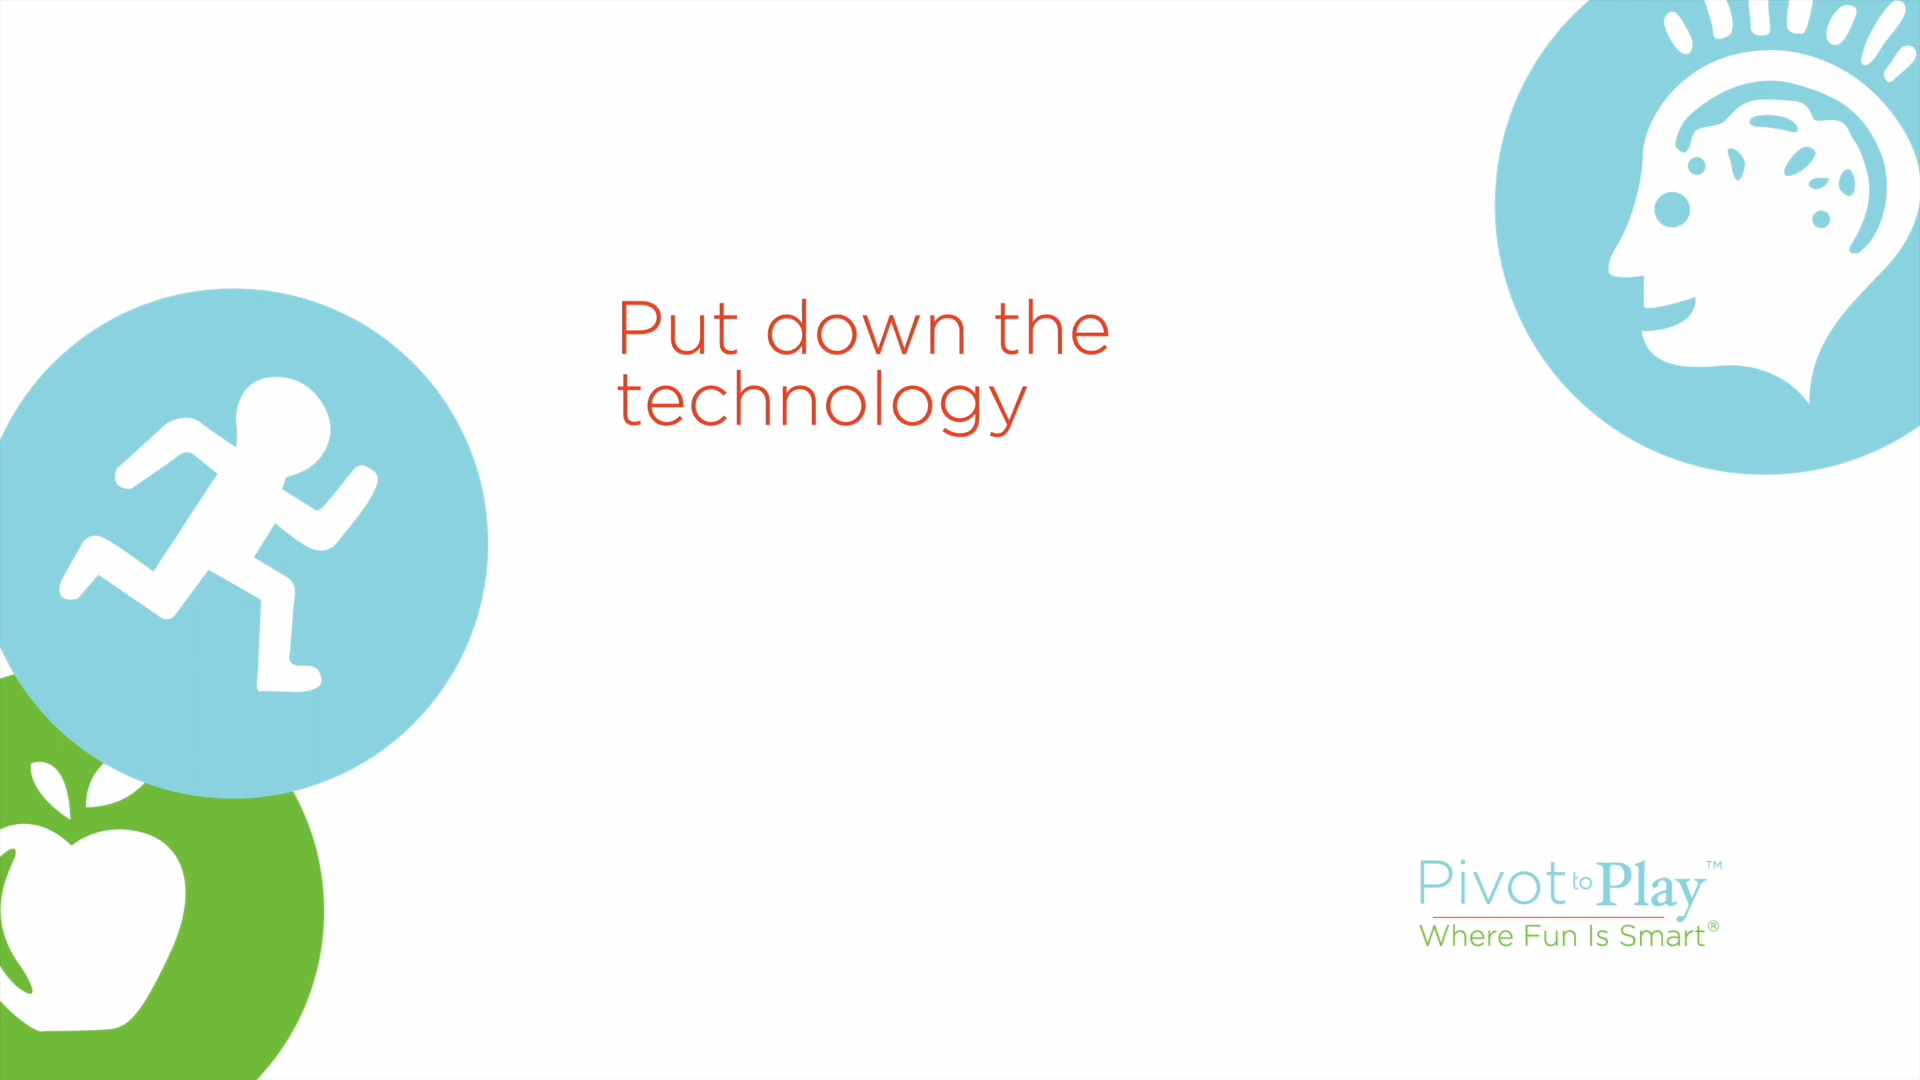 Put down the
technology
Pivot to Play™
Where Fun Is Smart®